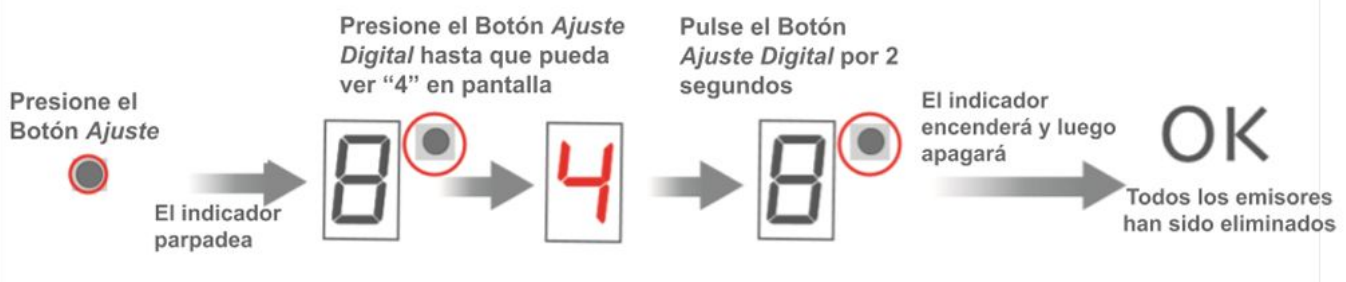 Presione el
Botón Ajuste
El indicador
parpadea
Presione el Botón Ajuste
Digital hasta que pueda
ver “4” en pantalla
8
4
Pulse el Botón
Ajuste Digital por 2
segundos
8
El indicador
encenderá y luego
apagará
OK
Todos los emisores
han sido eliminados